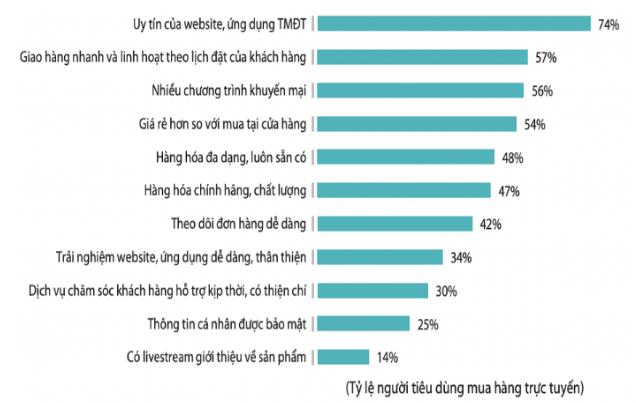 Uy tín của website, ứng dụng TMĐT 74%
Giao hàng nhanh và linh hoạt theo lịch đặt của khách hàng 57%
Nhiều chương trình khuyến mại 56%
Giá rẻ hơn so với mua tại cửa hàng 54%
Hàng hóa đa dạng, luôn sẵn có 48%
Hàng hóa chính hãng, chất lượng 47%
Theo dõi đơn hàng dễ dàng 42%
Trải nghiệm website, ứng dụng dễ dàng, thân thiện 34%
Dịch vụ chăm sóc khách hàng hỗ trợ kịp thời, có thiện chí 30%
Thông tin cá nhân được bảo mật 25%
Có livestream giới thiệu về sản phẩm 14%
(Tỷ lệ người tiêu dùng mua hàng trực tuyến)